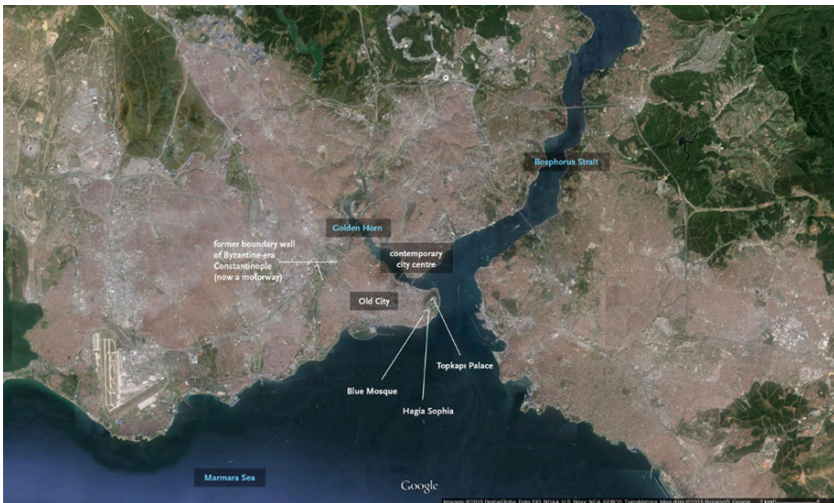 Bosphorus Strait
Golden Horn
former boundary wall
of Byzantine-era
Constantinople
(now a motorway)
contemporary
city centre
Old City
Topkapı Palace
Blue Mosque
Hagia Sophia
Marmara Sea
Google